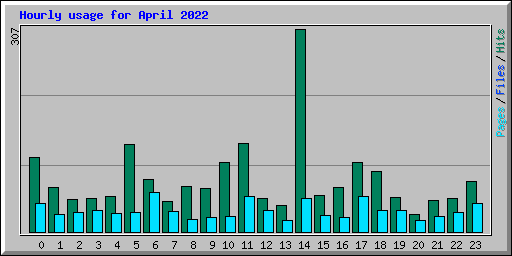 Hourly usage for April 2022
307
Pages/Files/Hits
0 1 2 3 4 5 6 7 8 9 10 11 12 13 14 15 16 17 18 19 20 21 22 23